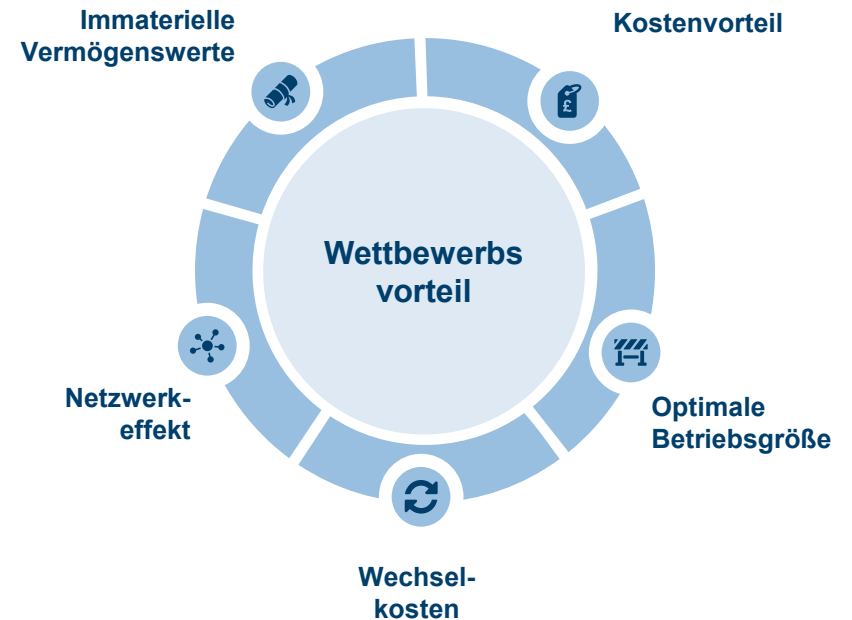 Immaterielle
Vermögenswerte
Kostenvorteil
£
Wettbewerbs
vorteil
Netzwerk-
effekt
Optimale
Betriebsgröße
Wechsel-
kosten